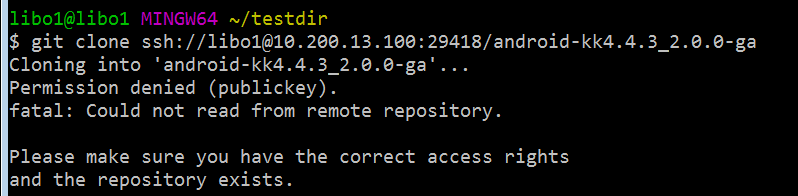 libo1@libo1 MINGW64 ~/testdir
$ git clone ssh://libo1@10.200.13.100:29418/android-kk4.4.3_2.0.0-ga
Cloning into 'android-kk4.4.3_2.0.0-ga'...
Permission denied (publickey).
fatal: Could not read from remote repository.
Please make sure you have the correct access rights
and the repository exists.